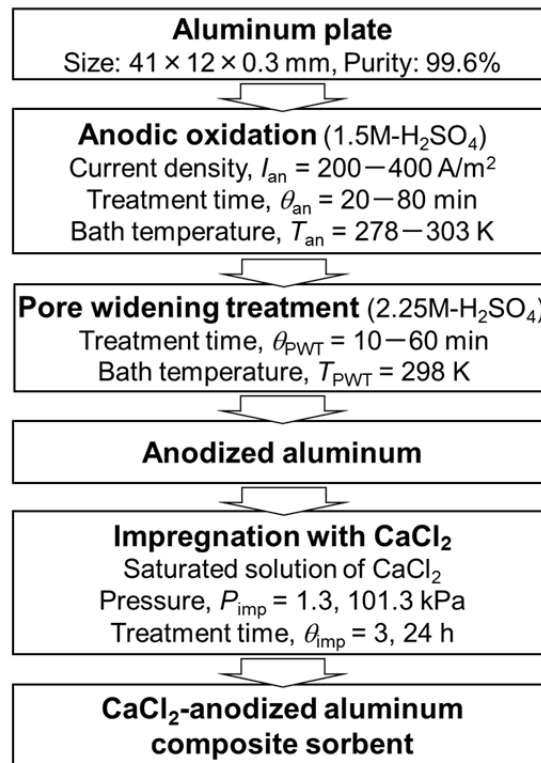 Aluminum plate
Size: 41 × 12 × 0.3 mm, Purity: 99.6%
Anodic oxidation (1.5M-H₂SO₄)
Current density, Iₐₙ = 200－400 A/m²
Treatment time, θₐₙ = 20－80 min
Bath temperature, Tₐₙ = 278－303 K
Pore widening treatment (2.25M-H₂SO₄)
Treatment time, θPWT = 10－60 min
Bath temperature, TPWT = 298 K
Anodized aluminum
Impregnation with CaCl₂
Saturated solution of CaCl₂
Pressure, Pimp = 1.3, 101.3 kPa
Treatment time, θimp = 3, 24 h
CaCl₂-anodized aluminum
composite sorbent